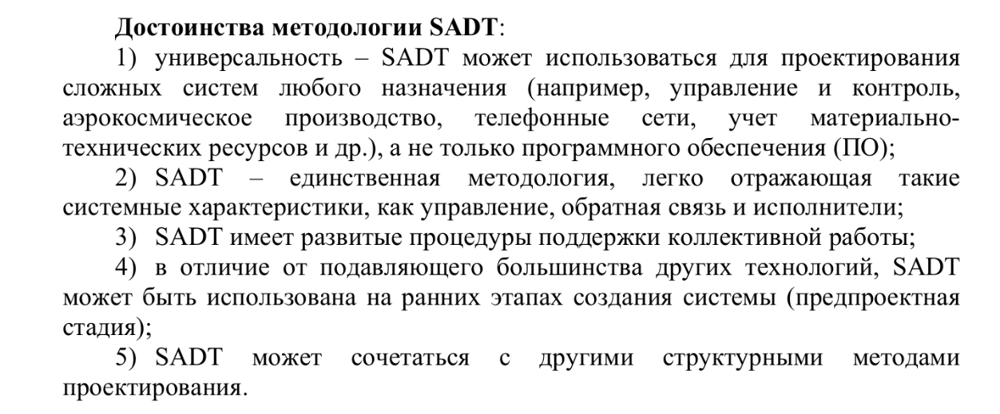 Достоинства методологии SADT:
1) универсальность – SADT может использоваться для проектирования
сложных систем любого назначения (например, управление и контроль,
аэрокосмическое производство, телефонные сети, учет материально-
технических ресурсов и др.), а не только программного обеспечения (ПО);
2) SADT – единственная методология, легко отражающая такие
системные характеристики, как управление, обратная связь и исполнители;
3) SADT имеет развитые процедуры поддержки коллективной работы;
4) в отличие от подавляющего большинства других технологий, SADT
может быть использована на ранних этапах создания системы (предпроектная
стадия);
5) SADT может сочетаться с другими структурными методами
проектирования.